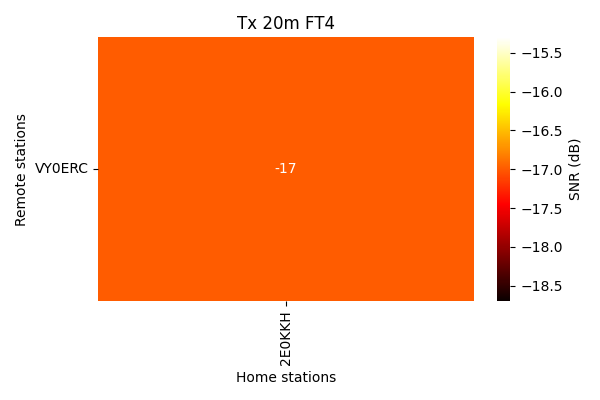 Tx 20m FT4
Remote stations
VY0ERC
-17
2E0KKH
Home stations
−15.5
−16.0
−16.5
−17.0
−17.5
−18.0
−18.5
SNR (dB)